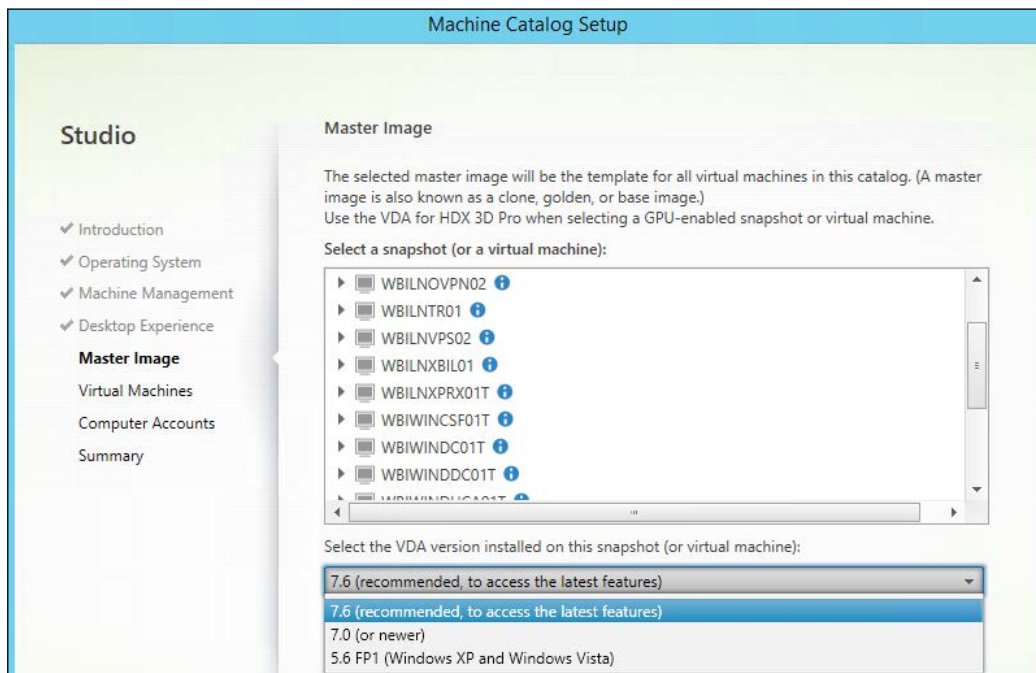 Machine Catalog Setup
Studio
Introduction
Operating System
Machine Management
Desktop Experience
Master Image
Virtual Machines
Computer Accounts
Summary
Master Image
The selected master image will be the template for all virtual machines in this catalog. (A master
image is also known as a clone, golden, or base image.)
Use the VDA for HDX 3D Pro when selecting a GPU-enabled snapshot or virtual machine.
Select a snapshot (or a virtual machine):
WBILNOVPN02
WBILNTR01
WBILNVPS02
WBILNXBIL01
WBILNXPRX01T
WBIWINCSF01T
WBIWINDC01T
WBIWINDDC01T
Select the VDA version installed on this snapshot (or virtual machine):
7.6 (recommended, to access the latest features)
7.6 (recommended, to access the latest features)
7.0 (or newer)
5.6 FP1 (Windows XP and Windows Vista)